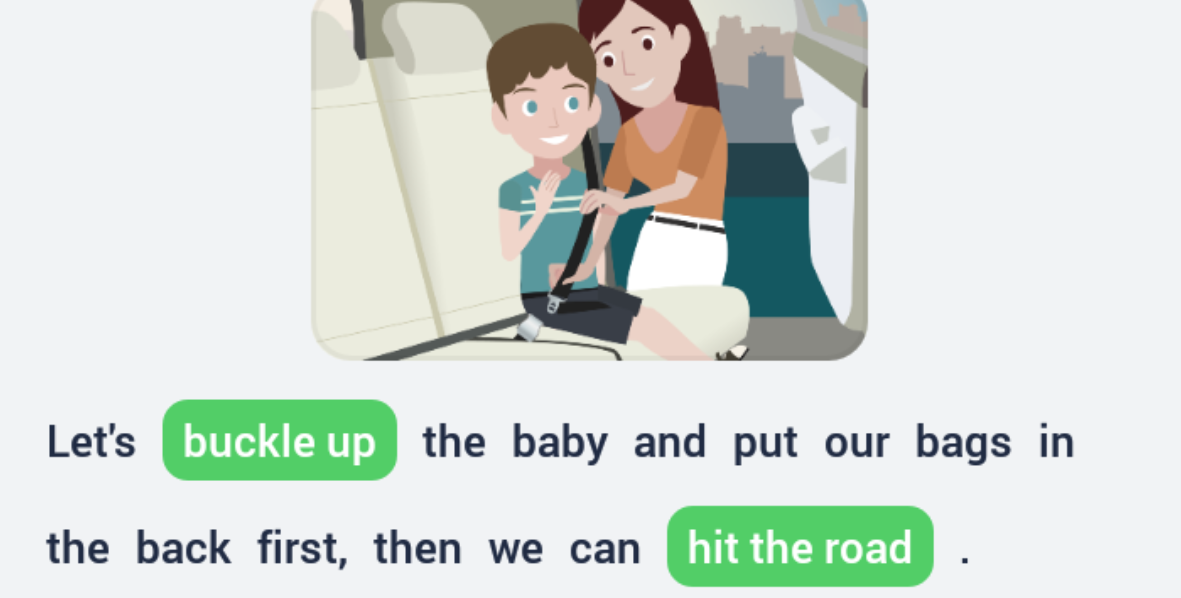 Let's buckle up the baby and put our bags in
the back first, then we can hit the road .